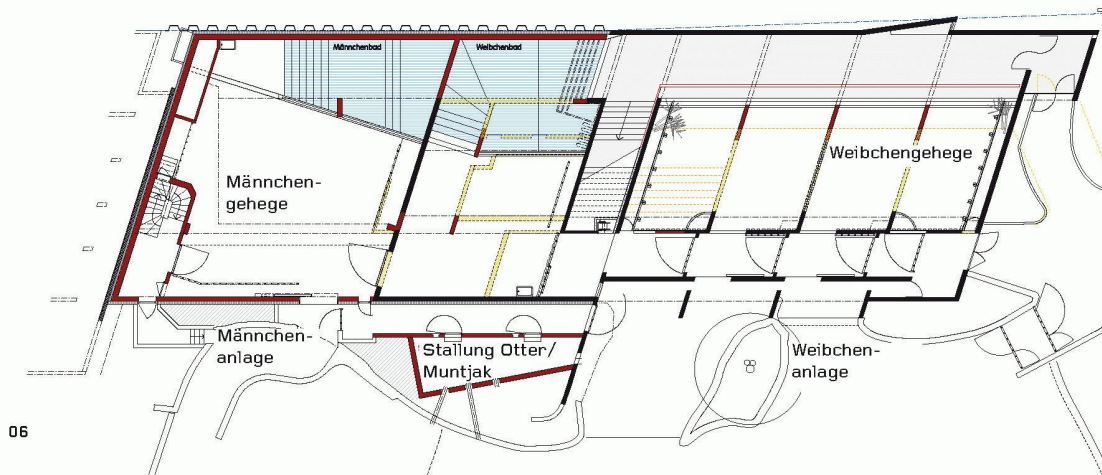 Männchenbad
Weibchenbad
Männchen-
gehege
Weibchengehege
Männchen-
anlage
Stallung Otter/
Muntjak
Weibchen-
anlage
06